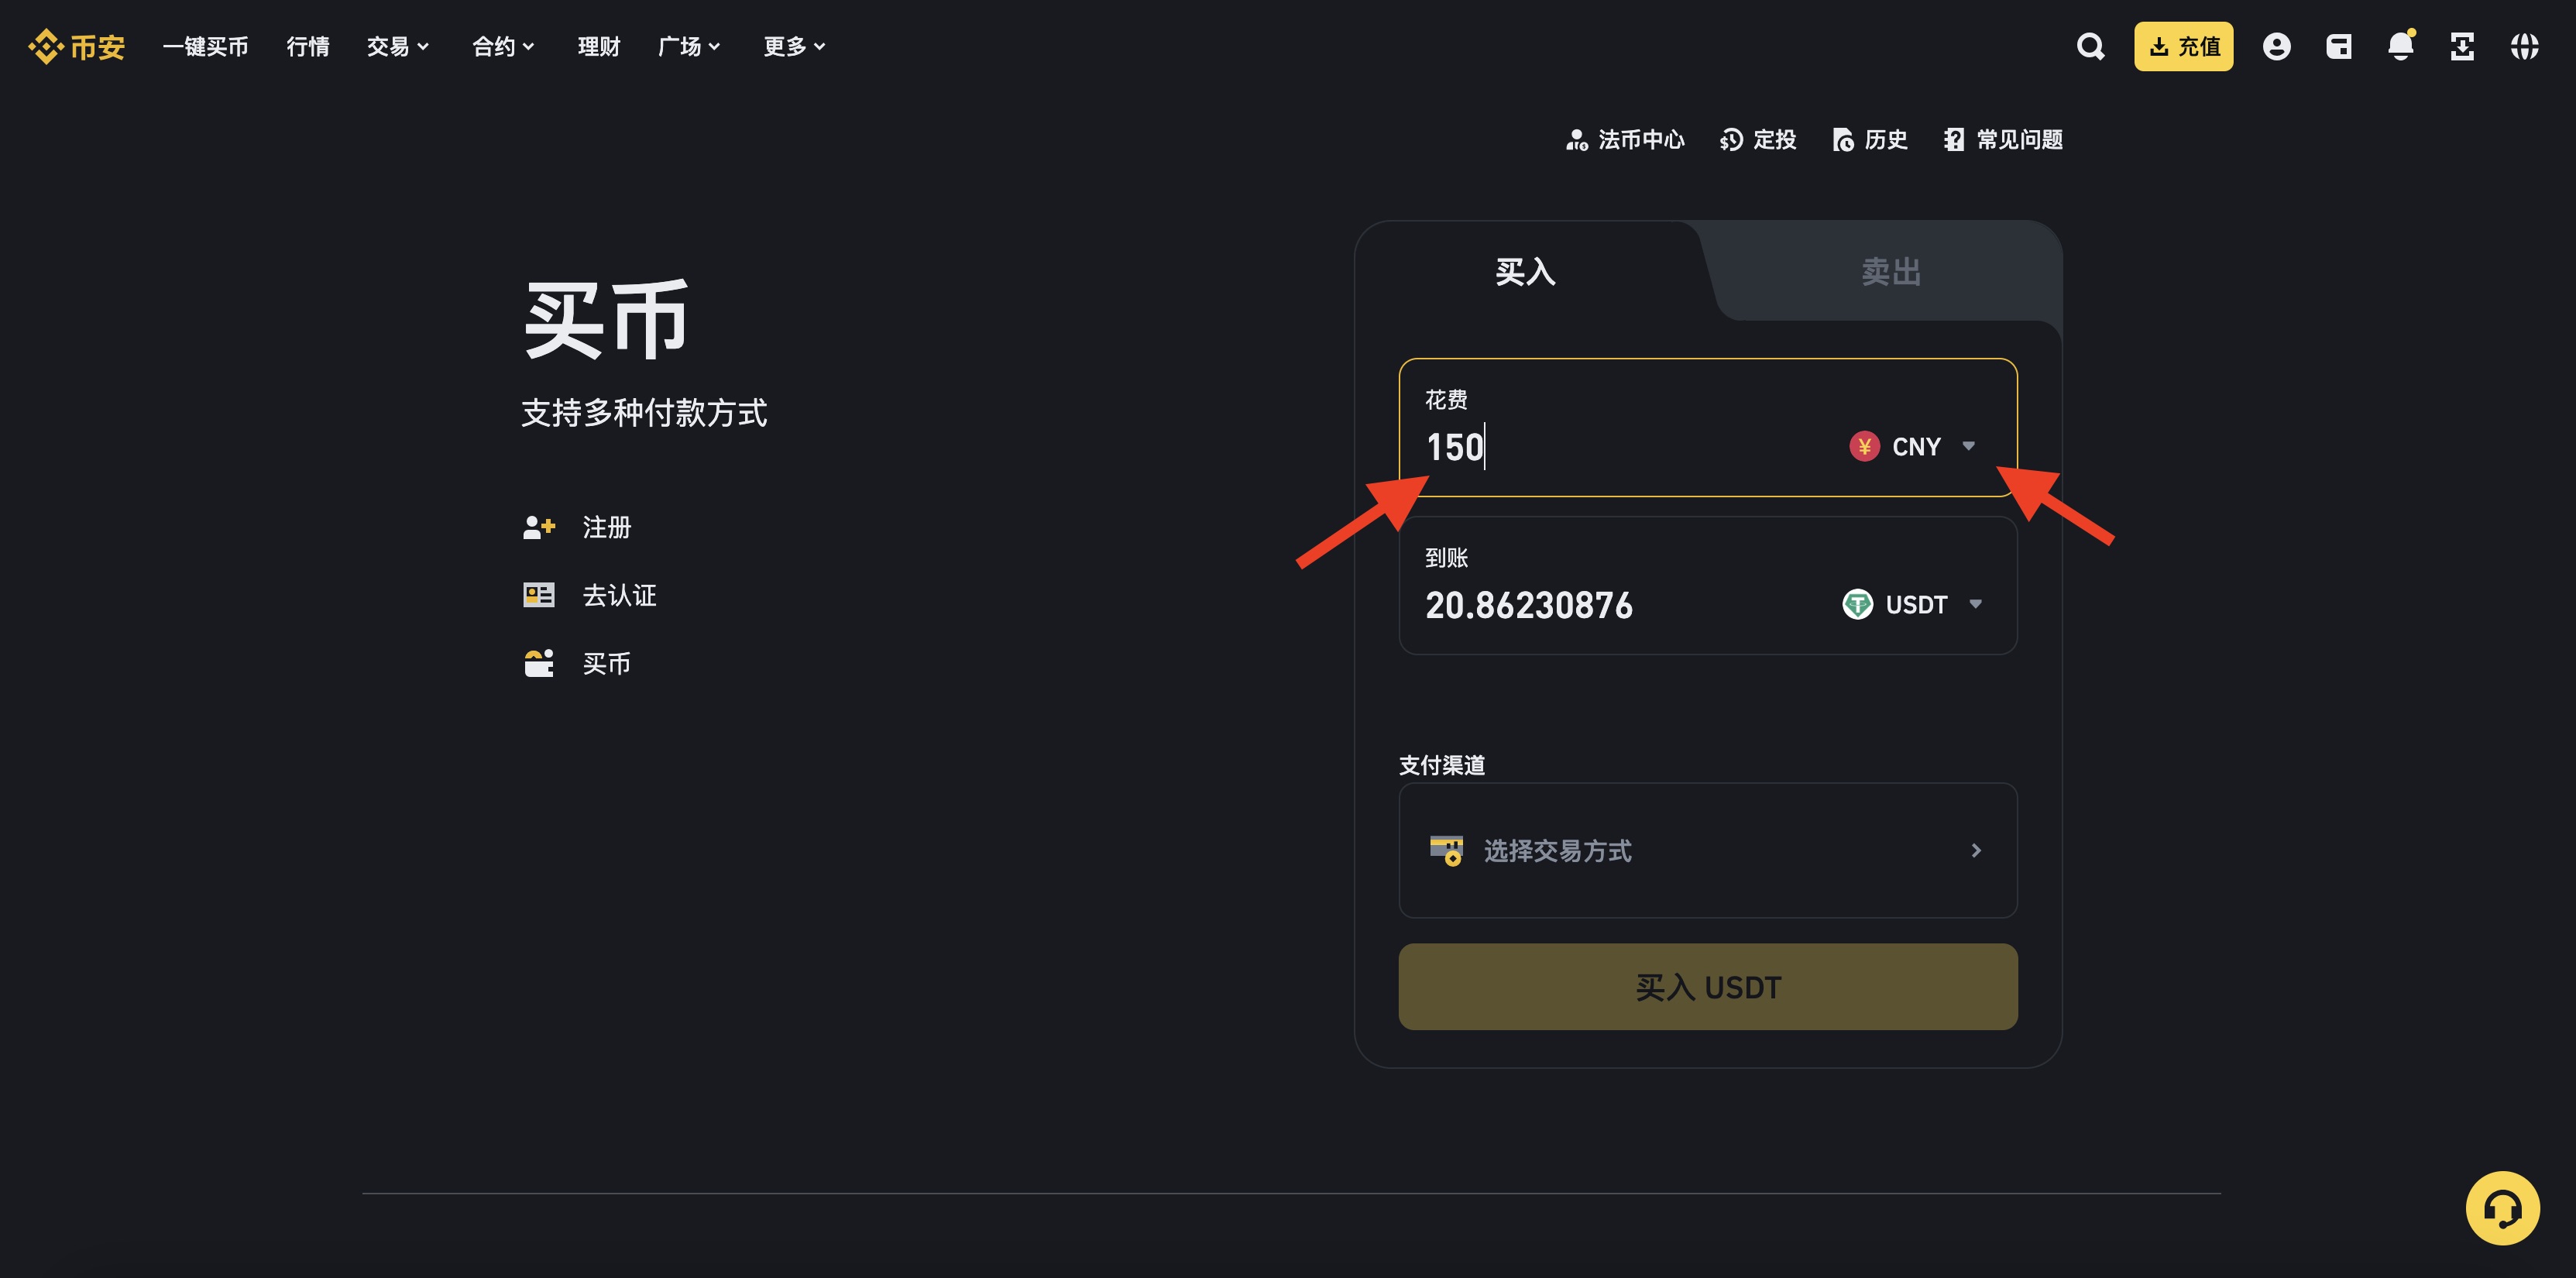 币安 一键买币 行情 交易 合约 理财 广场 更多 充值
法币中心 定投 历史 常见问题
买入 卖出
买币
支持多种付款方式
注册
去认证
买币
花费
150 ¥ CNY
到账
20.86230876 USDT
支付渠道
选择交易方式
买入 USDT